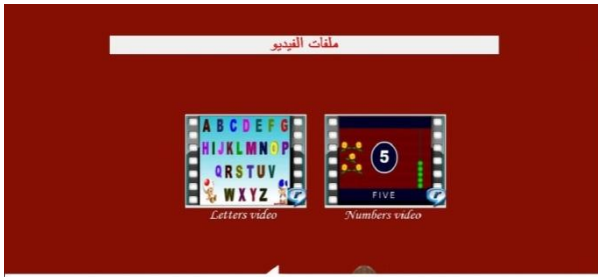 ملفات الفيديو
A B C D E F G
H I J K L M N O P
Q R S T U V
W X Y Z
5
FIVE
Letters video
Numbers video